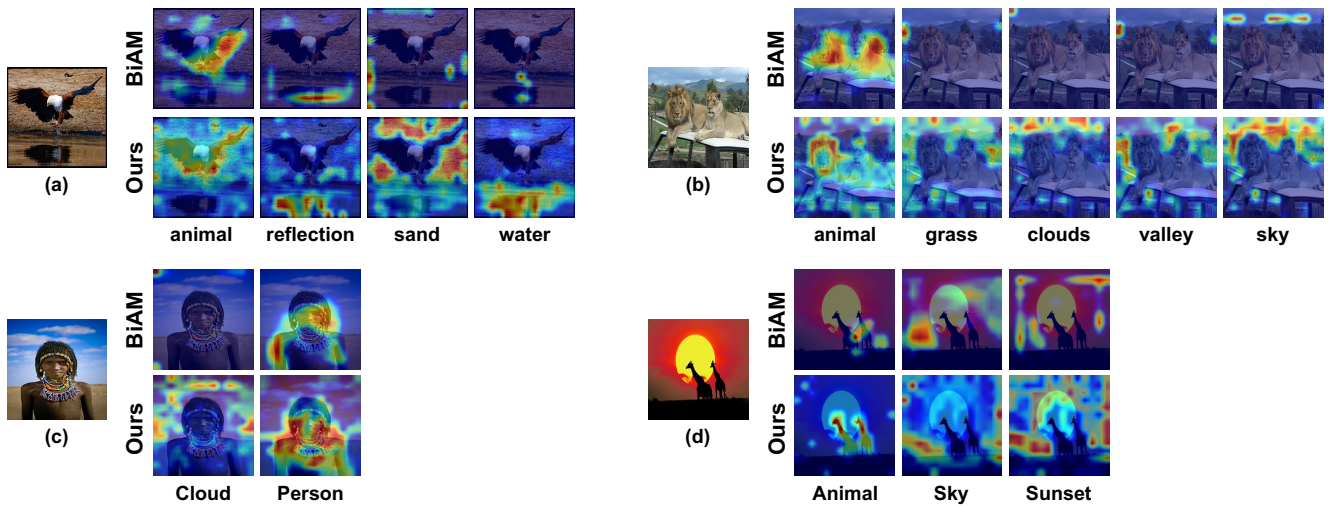 BiAM
Ours
(a)
animal reflection sand water
BiAM
Ours
(b)
animal grass clouds valley sky
BiAM
Ours
(c)
Cloud Person
BiAM
Ours
(d)
Animal Sky Sunset